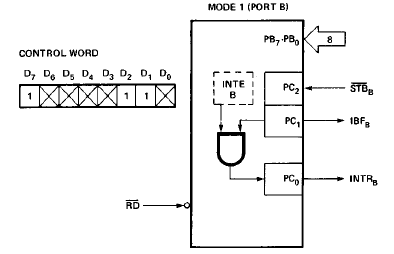 MODE 1 (PORT B)
PB7-PB0
8
CONTROL WORD
D7 D6 D5 D4 D3 D2 D1 D0
1 1 1
INTE
B
PC2
STBB
PC1
IBFB
PC0
INTRB
RD